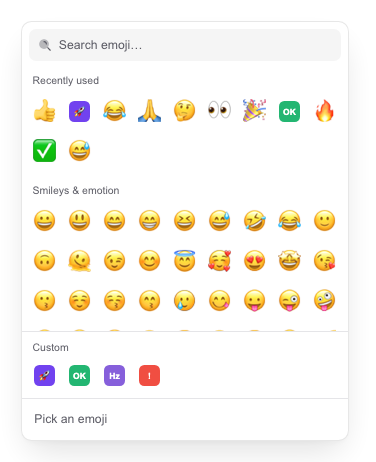 Search emoji…
Recently used
OK
Smileys & emotion
Custom
OK Hz !
Pick an emoji